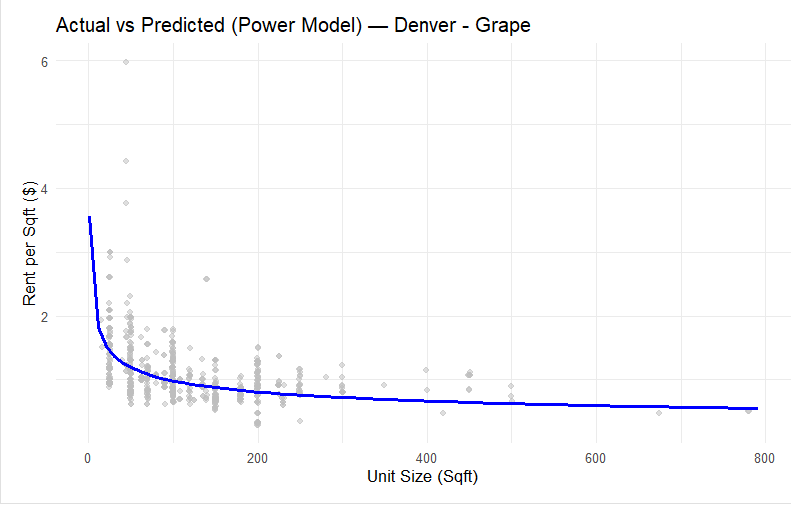 Actual vs Predicted (Power Model) — Denver - Grape
6
4
2
Rent per Sqft ($)
0
200
400
600
800
Unit Size (Sqft)